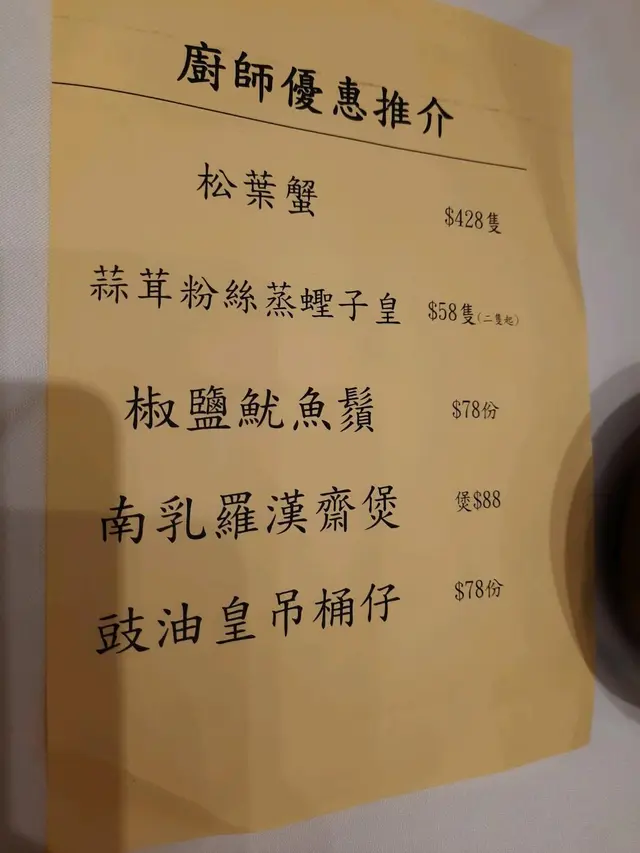 廚師優惠推介
松葉蟹 $428隻
蒜茸粉絲蒸蟶子皇 $58隻(二隻起)
椒鹽魷魚鬚 $78份
南乳羅漢齋煲 煲$88
豉油皇吊桶仔 $78份